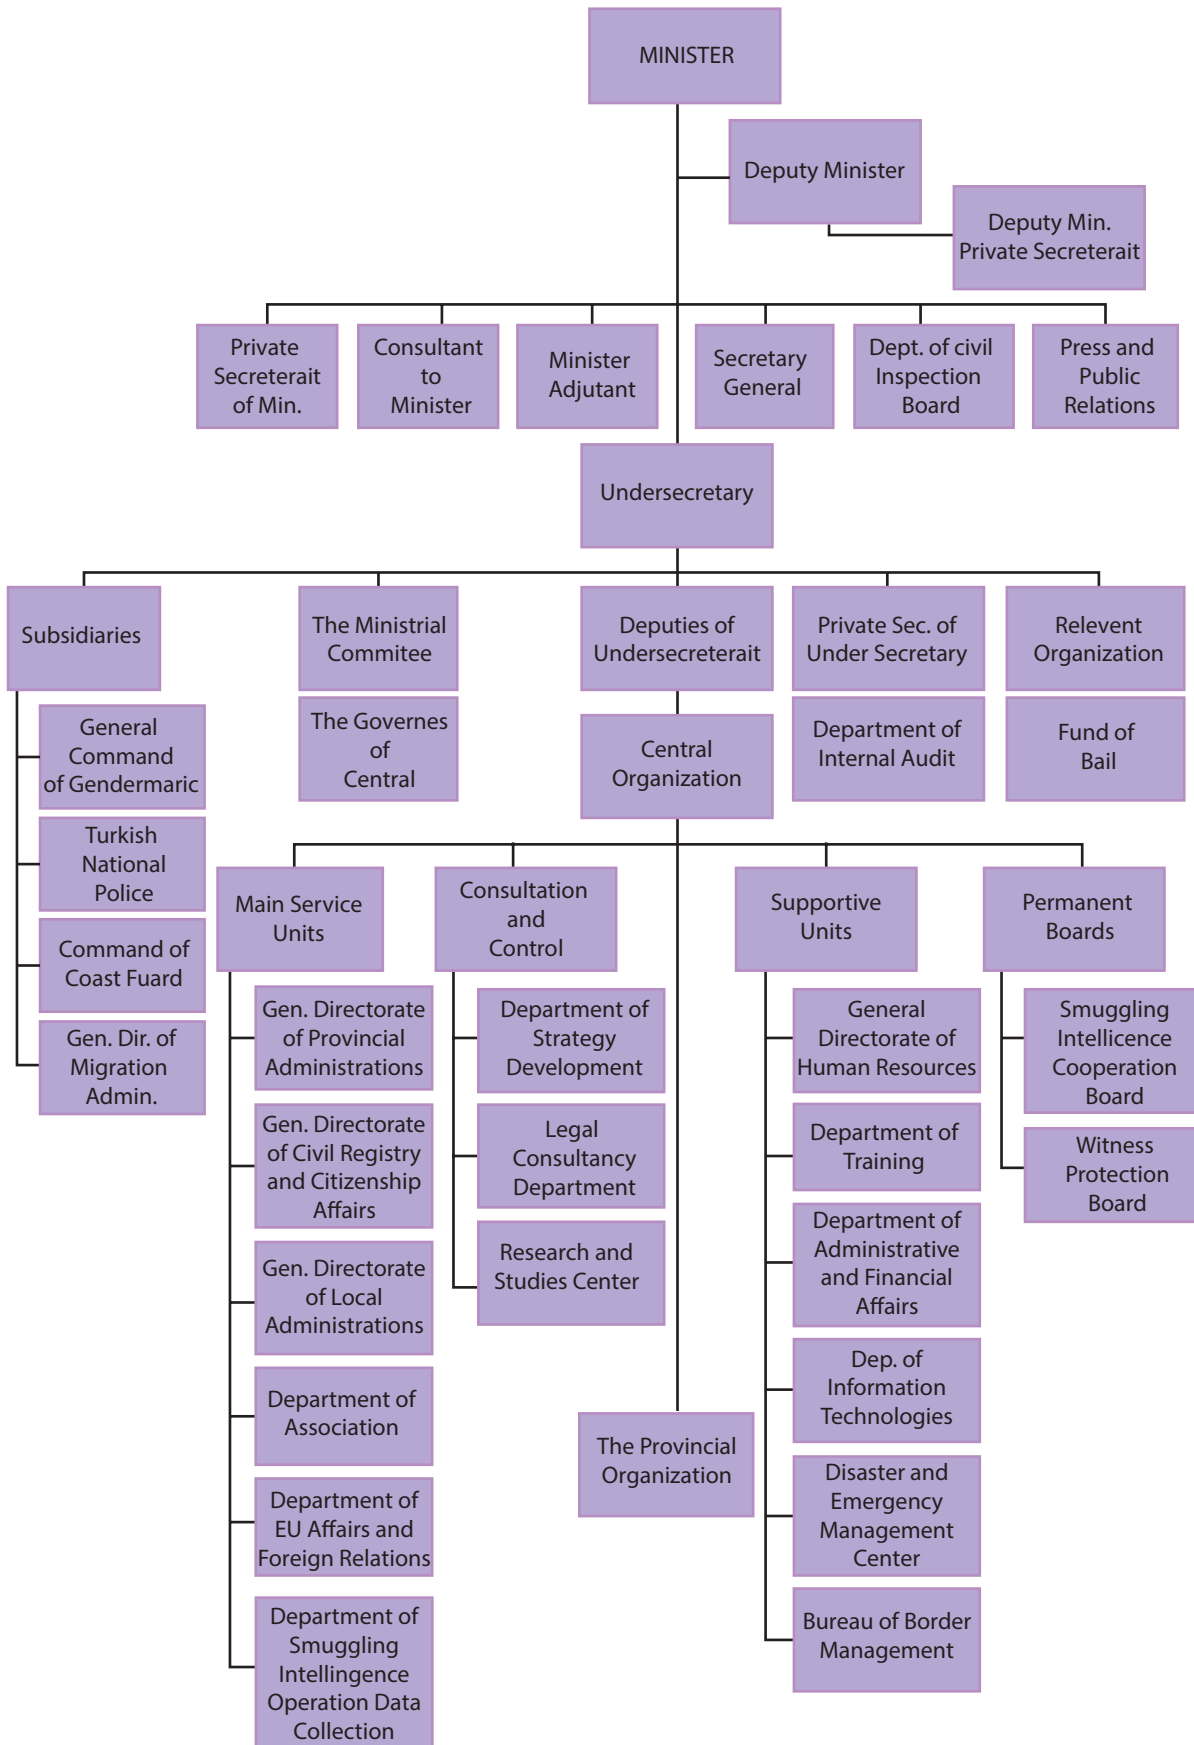 MINISTER
Deputy Minister
Deputy Min.
Private Secreterait
Private
Secreterait
of Min.
Consultant
to
Minister
Minister
Adjutant
Secretary
General
Dept. of civil
Inspection
Board
Press and
Public
Relations
Undersecretary
Subsidiaries
The Ministrial
Commitee
Deputies of
Undersecreterait
Private Sec. of
Under Secretary
Relevent
Organization
General
Command
of Gendermaric
The Governes
of
Central
Central
Organization
Department of
Internal Audit
Fund of
Bail
Turkish
National
Police
Command of
Coast Fuard
Gen. Dir. of
Migration
Admin.
Main Service
Units
Consultation
and
Control
Supportive
Units
Permanent
Boards
Gen. Directorate
of Provincial
Administrations
Gen. Directorate
of Civil Registry
and Citizenship
Affairs
Gen. Directorate
of Local
Administrations
Department of
Association
Department of
EU Affairs and
Foreign Relations
Department of
Smuggling
Intellingence
Operation Data
Collection
Department of
Strategy
Development
Legal
Consultancy
Department
Research and
Studies Center
The Provincial
Organization
General
Directorate of
Human Resources
Department of
Training
Department of
Administrative
and Financial
Affairs
Dep. of
Information
Technologies
Disaster and
Emergency
Management
Center
Bureau of Border
Management
Smuggling
Intellicence
Cooperation
Board
Witness
Protection
Board